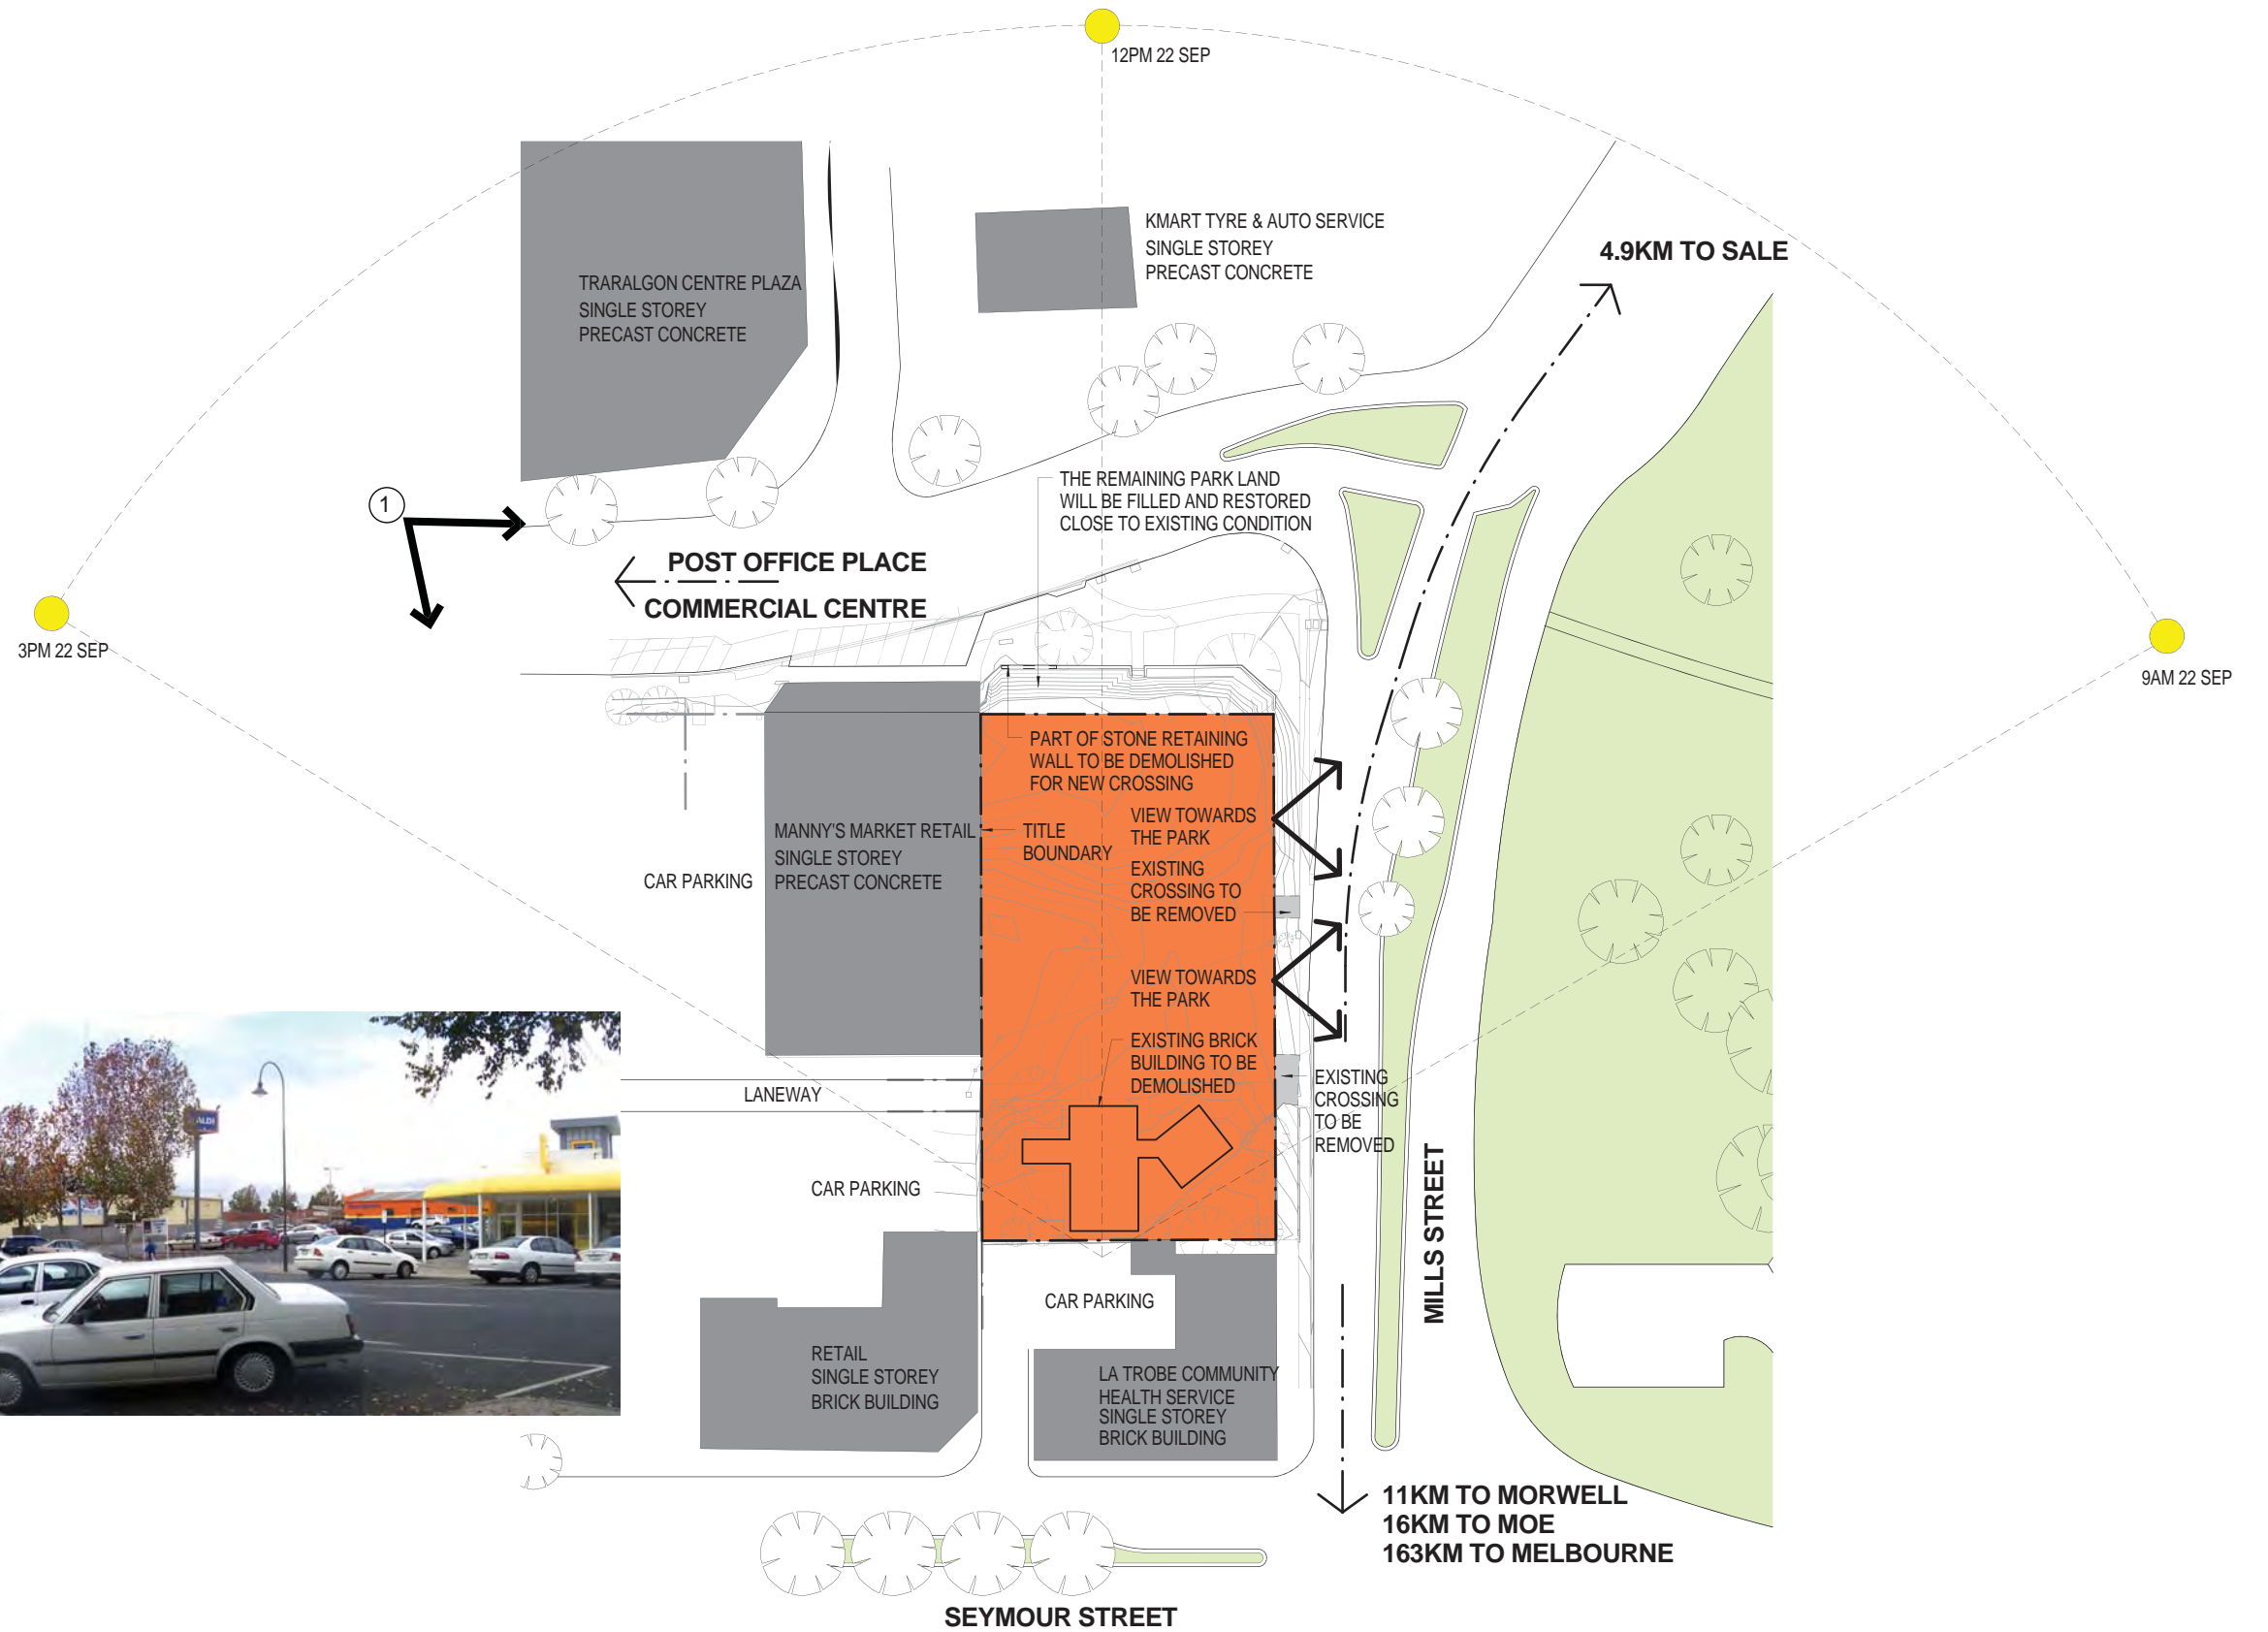 12PM 22 SEP
KMART TYRE & AUTO SERVICE
SINGLE STOREY
PRECAST CONCRETE
4.9KM TO SALE
TRARALGON CENTRE PLAZA
SINGLE STOREY
PRECAST CONCRETE
1
THE REMAINING PARK LAND
WILL BE FILLED AND RESTORED
CLOSE TO EXISTING CONDITION
POST OFFICE PLACE
COMMERCIAL CENTRE
3PM 22 SEP
9AM 22 SEP
PART OF STONE RETAINING
WALL TO BE DEMOLISHED
FOR NEW CROSSING
VIEW TOWARDS
THE PARK
MANNY'S MARKET RETAIL
SINGLE STOREY
PRECAST CONCRETE
TITLE
BOUNDARY
CAR PARKING
EXISTING
CROSSING TO
BE REMOVED
VIEW TOWARDS
THE PARK
EXISTING BRICK
BUILDING TO BE
DEMOLISHED
EXISTING
CROSSING
TO BE
REMOVED
LANEWAY
ALDI
CAR PARKING
MILLS STREET
CAR PARKING
RETAIL
SINGLE STOREY
BRICK BUILDING
LA TROBE COMMUNITY
HEALTH SERVICE
SINGLE STOREY
BRICK BUILDING
11KM TO MORWELL
16KM TO MOE
163KM TO MELBOURNE
SEYMOUR STREET